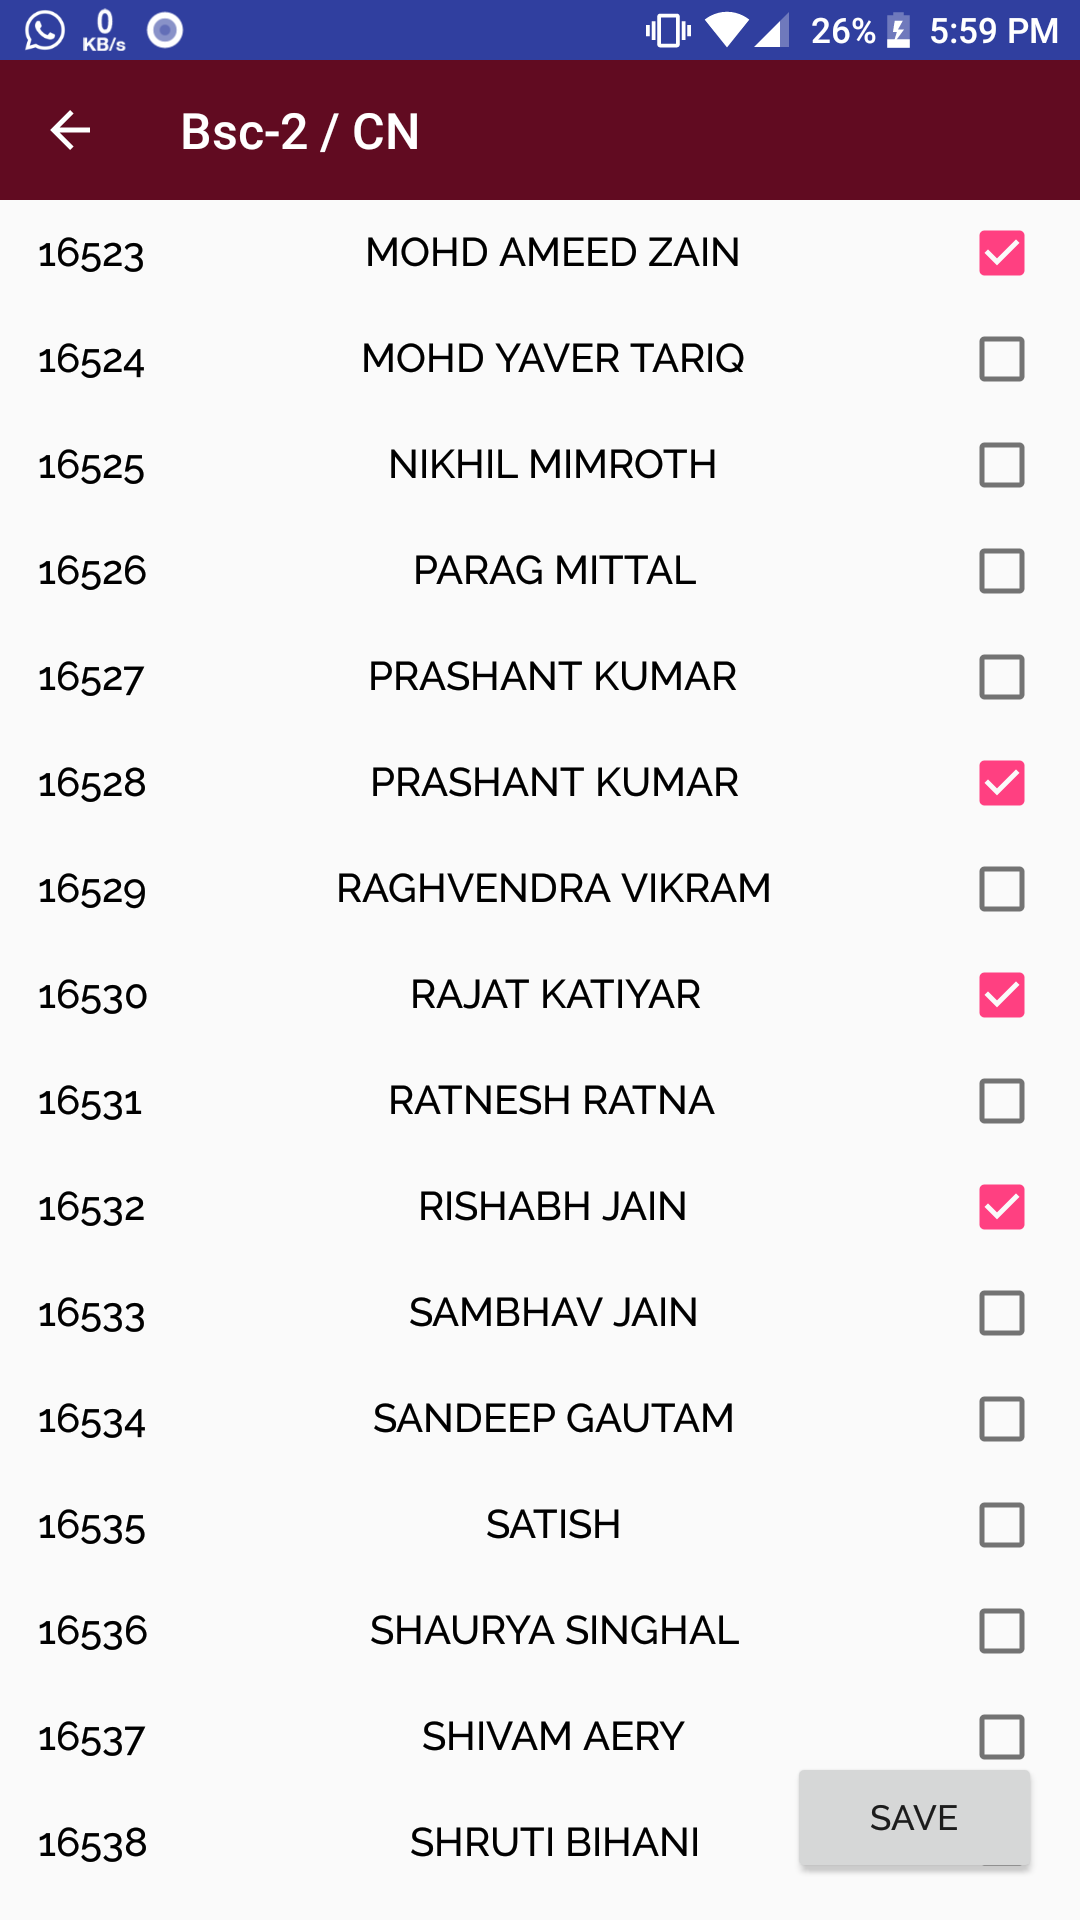 0
KB/s
26%
5:59 PM
Bsc-2 / CN
16523 MOHD AMEED ZAIN
16524 MOHD YAVER TARIQ
16525 NIKHIL MIMROTH
16526 PARAG MITTAL
16527 PRASHANT KUMAR
16528 PRASHANT KUMAR
16529 RAGHVENDRA VIKRAM
16530 RAJAT KATIYAR
16531 RATNESH RATNA
16532 RISHABH JAIN
16533 SAMBHAV JAIN
16534 SANDEEP GAUTAM
16535 SATISH
16536 SHAURYA SINGHAL
16537 SHIVAM AERY
SAVE
16538 SHRUTI BIHANI